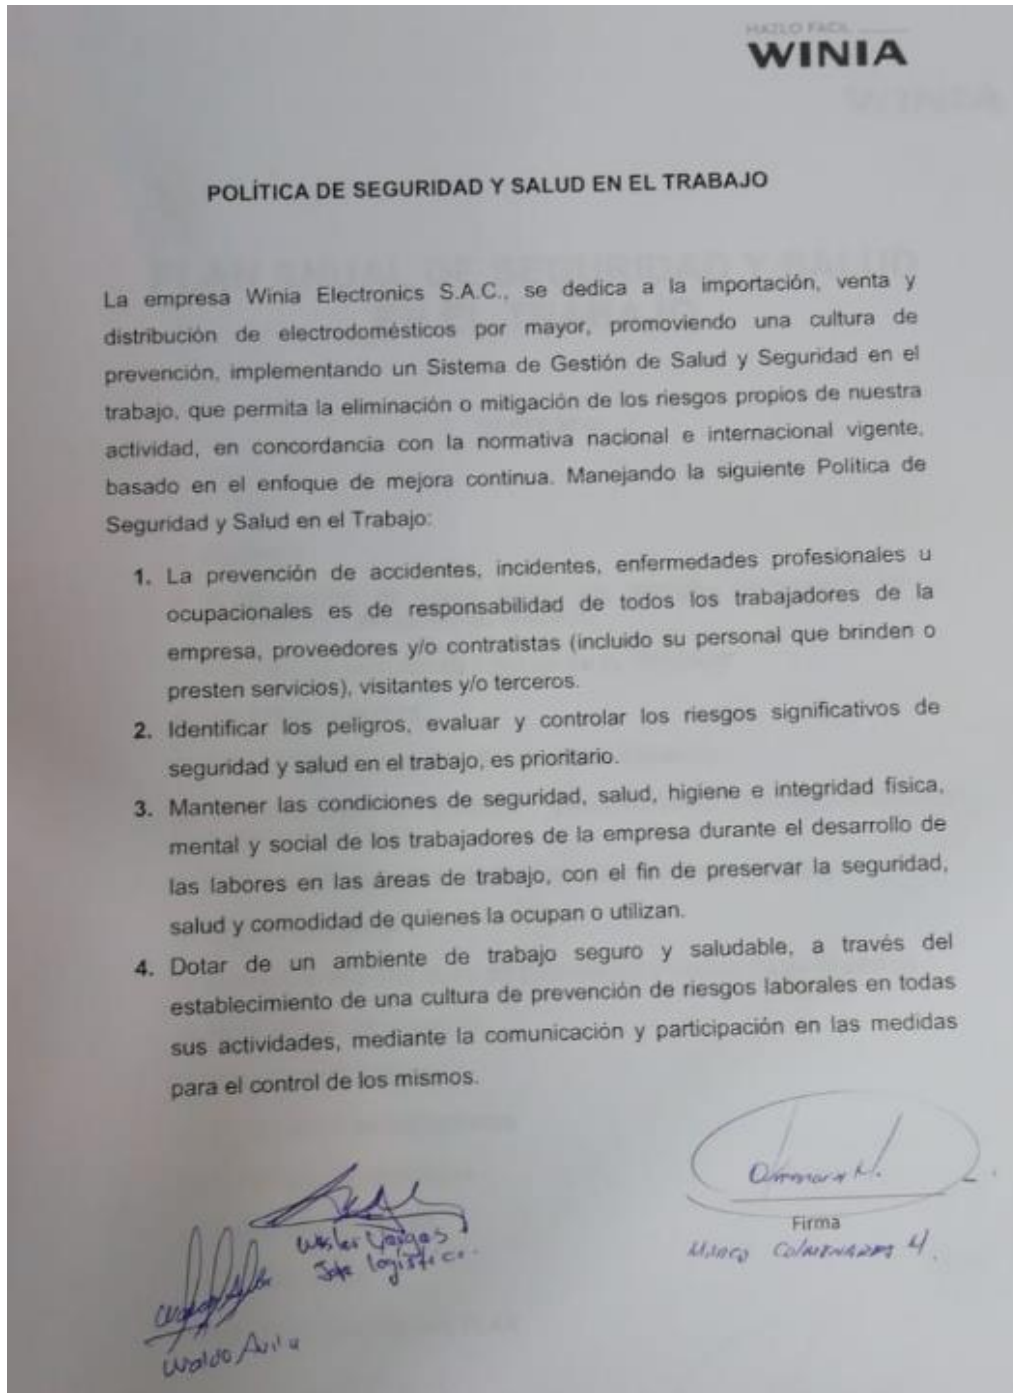 HAZLO FÁCIL
WINIA
POLÍTICA DE SEGURIDAD Y SALUD EN EL TRABAJO
La empresa Winia Electronics S.A.C., se dedica a la importación, venta y
distribución de electrodomésticos por mayor, promoviendo una cultura de
prevención, implementando un Sistema de Gestión de Salud y Seguridad en el
trabajo, que permita la eliminación o mitigación de los riesgos propios de nuestra
actividad, en concordancia con la normativa nacional e internacional vigente,
basado en el enfoque de mejora continua. Manejando la siguiente Política de
Seguridad y Salud en el Trabajo:
1. La prevención de accidentes, incidentes, enfermedades profesionales u
ocupacionales es de responsabilidad de todos los trabajadores de la
empresa, proveedores y/o contratistas (incluido su personal que brinden o
presten servicios), visitantes y/o terceros.
2. Identificar los peligros, evaluar y controlar los riesgos significativos de
seguridad y salud en el trabajo, es prioritario.
3. Mantener las condiciones de seguridad, salud, higiene e integridad física,
mental y social de los trabajadores de la empresa durante el desarrollo de
las labores en las áreas de trabajo, con el fin de preservar la seguridad,
salud y comodidad de quienes la ocupan o utilizan.
4. Dotar de un ambiente de trabajo seguro y saludable, a través del
establecimiento de una cultura de prevención de riesgos laborales en todas
sus actividades, mediante la comunicación y participación en las medidas
para el control de los mismos.
Firma
Marco Colmenares M.
Wesler Vargas
Jefe logístico.
Waldo Avila